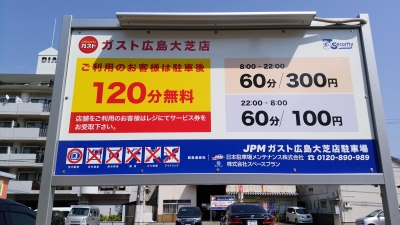 ガスト
ガスト広島大芝店
Security
ご利用のお客様は駐車後
120分無料
店舗をご利用のお客様はレジにてサービス券を
お受取下さい。
8:00 - 22:00
60分/300円
22:00 - 8:00
60分/100円
JPM ガスト広島大芝店駐車場
日本駐車場メンテナンス株式会社 0120-890-989
株式会社スペースプラン
DIA